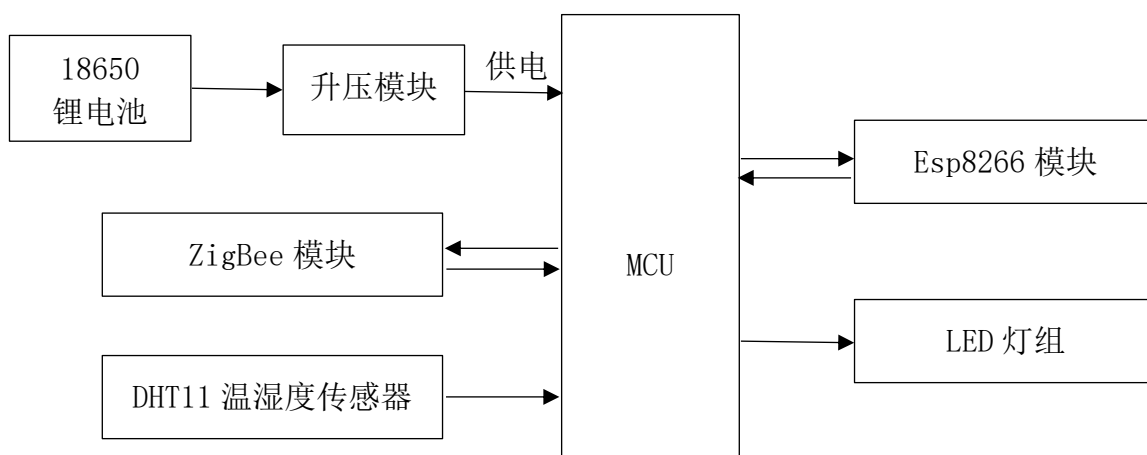 18650
锂电池
升压模块
供电
Esp8266 模块
ZigBee 模块
MCU
LED 灯组
DHT11 温湿度传感器